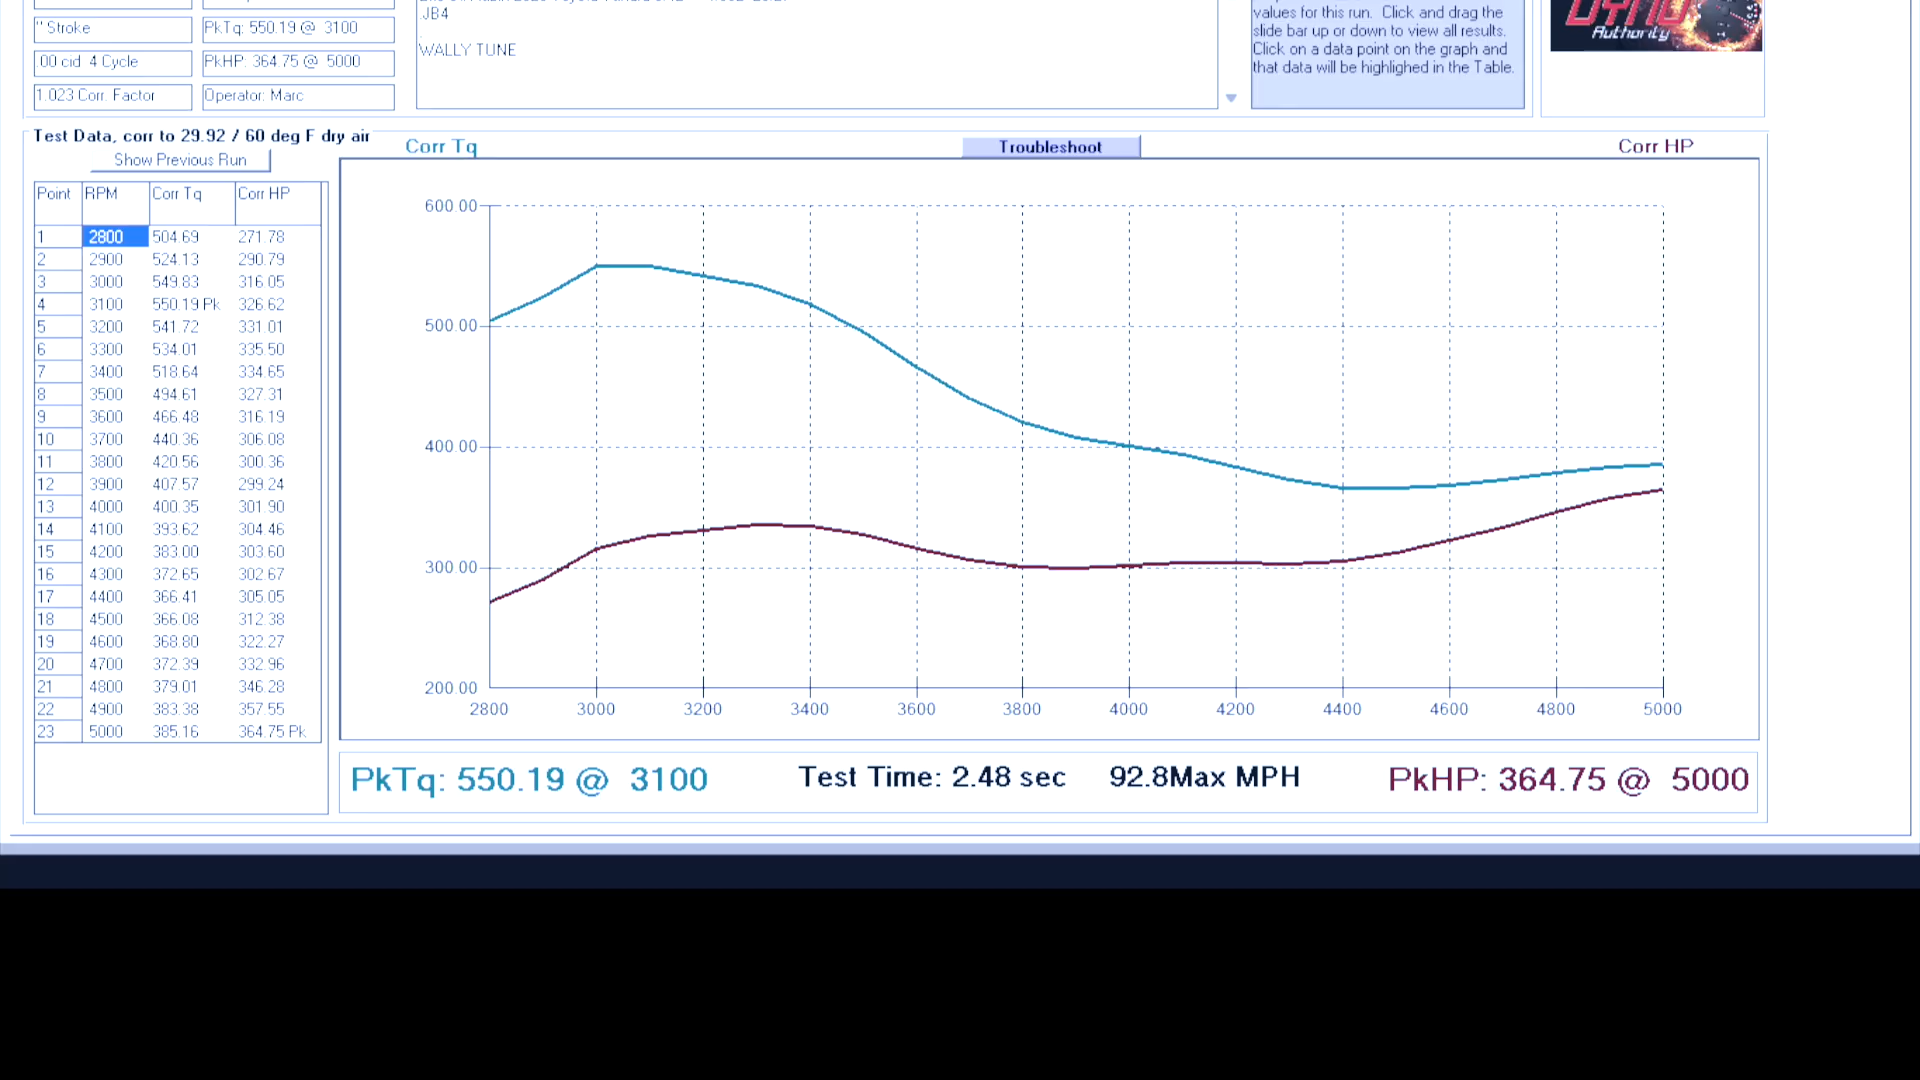 " Stroke
PkTq: 550.19 @ 3100
JB4
values for this run. Click and drag the
slide bar up or down to view all results.
Click on a data point on the graph and
that data will be highlighed in the Table.
DYNO
Authority
00 cid 4 Cycle
PkHP: 364.75 @ 5000
WALLY TUNE
1.023 Corr. Factor
Operator: Marc
Test Data, corr to 29.92 / 60 deg F dry air
Show Previous Run
Corr Tq
Troubleshoot
Corr HP
Point RPM Corr Tq Corr HP
1 2800 504.69 271.78
2 2900 524.13 290.79
3 3000 549.83 316.05
4 3100 550.19 Pk 326.62
5 3200 541.72 331.01
6 3300 534.01 335.50
7 3400 518.64 334.65
8 3500 494.61 327.31
9 3600 466.48 316.19
10 3700 440.36 306.08
11 3800 420.56 300.36
12 3900 407.57 299.24
13 4000 400.35 301.90
14 4100 393.62 304.46
15 4200 383.00 303.60
16 4300 372.65 302.67
17 4400 366.41 305.05
18 4500 366.08 312.38
19 4600 368.80 322.27
20 4700 372.39 332.96
21 4800 379.01 346.28
22 4900 383.38 357.55
23 5000 385.16 364.75 Pk
600.00
500.00
400.00
300.00
200.00
2800 3000 3200 3400 3600 3800 4000 4200 4400 4600 4800 5000
PkTq: 550.19 @ 3100
Test Time: 2.48 sec 92.8Max MPH
PkHP: 364.75 @ 5000